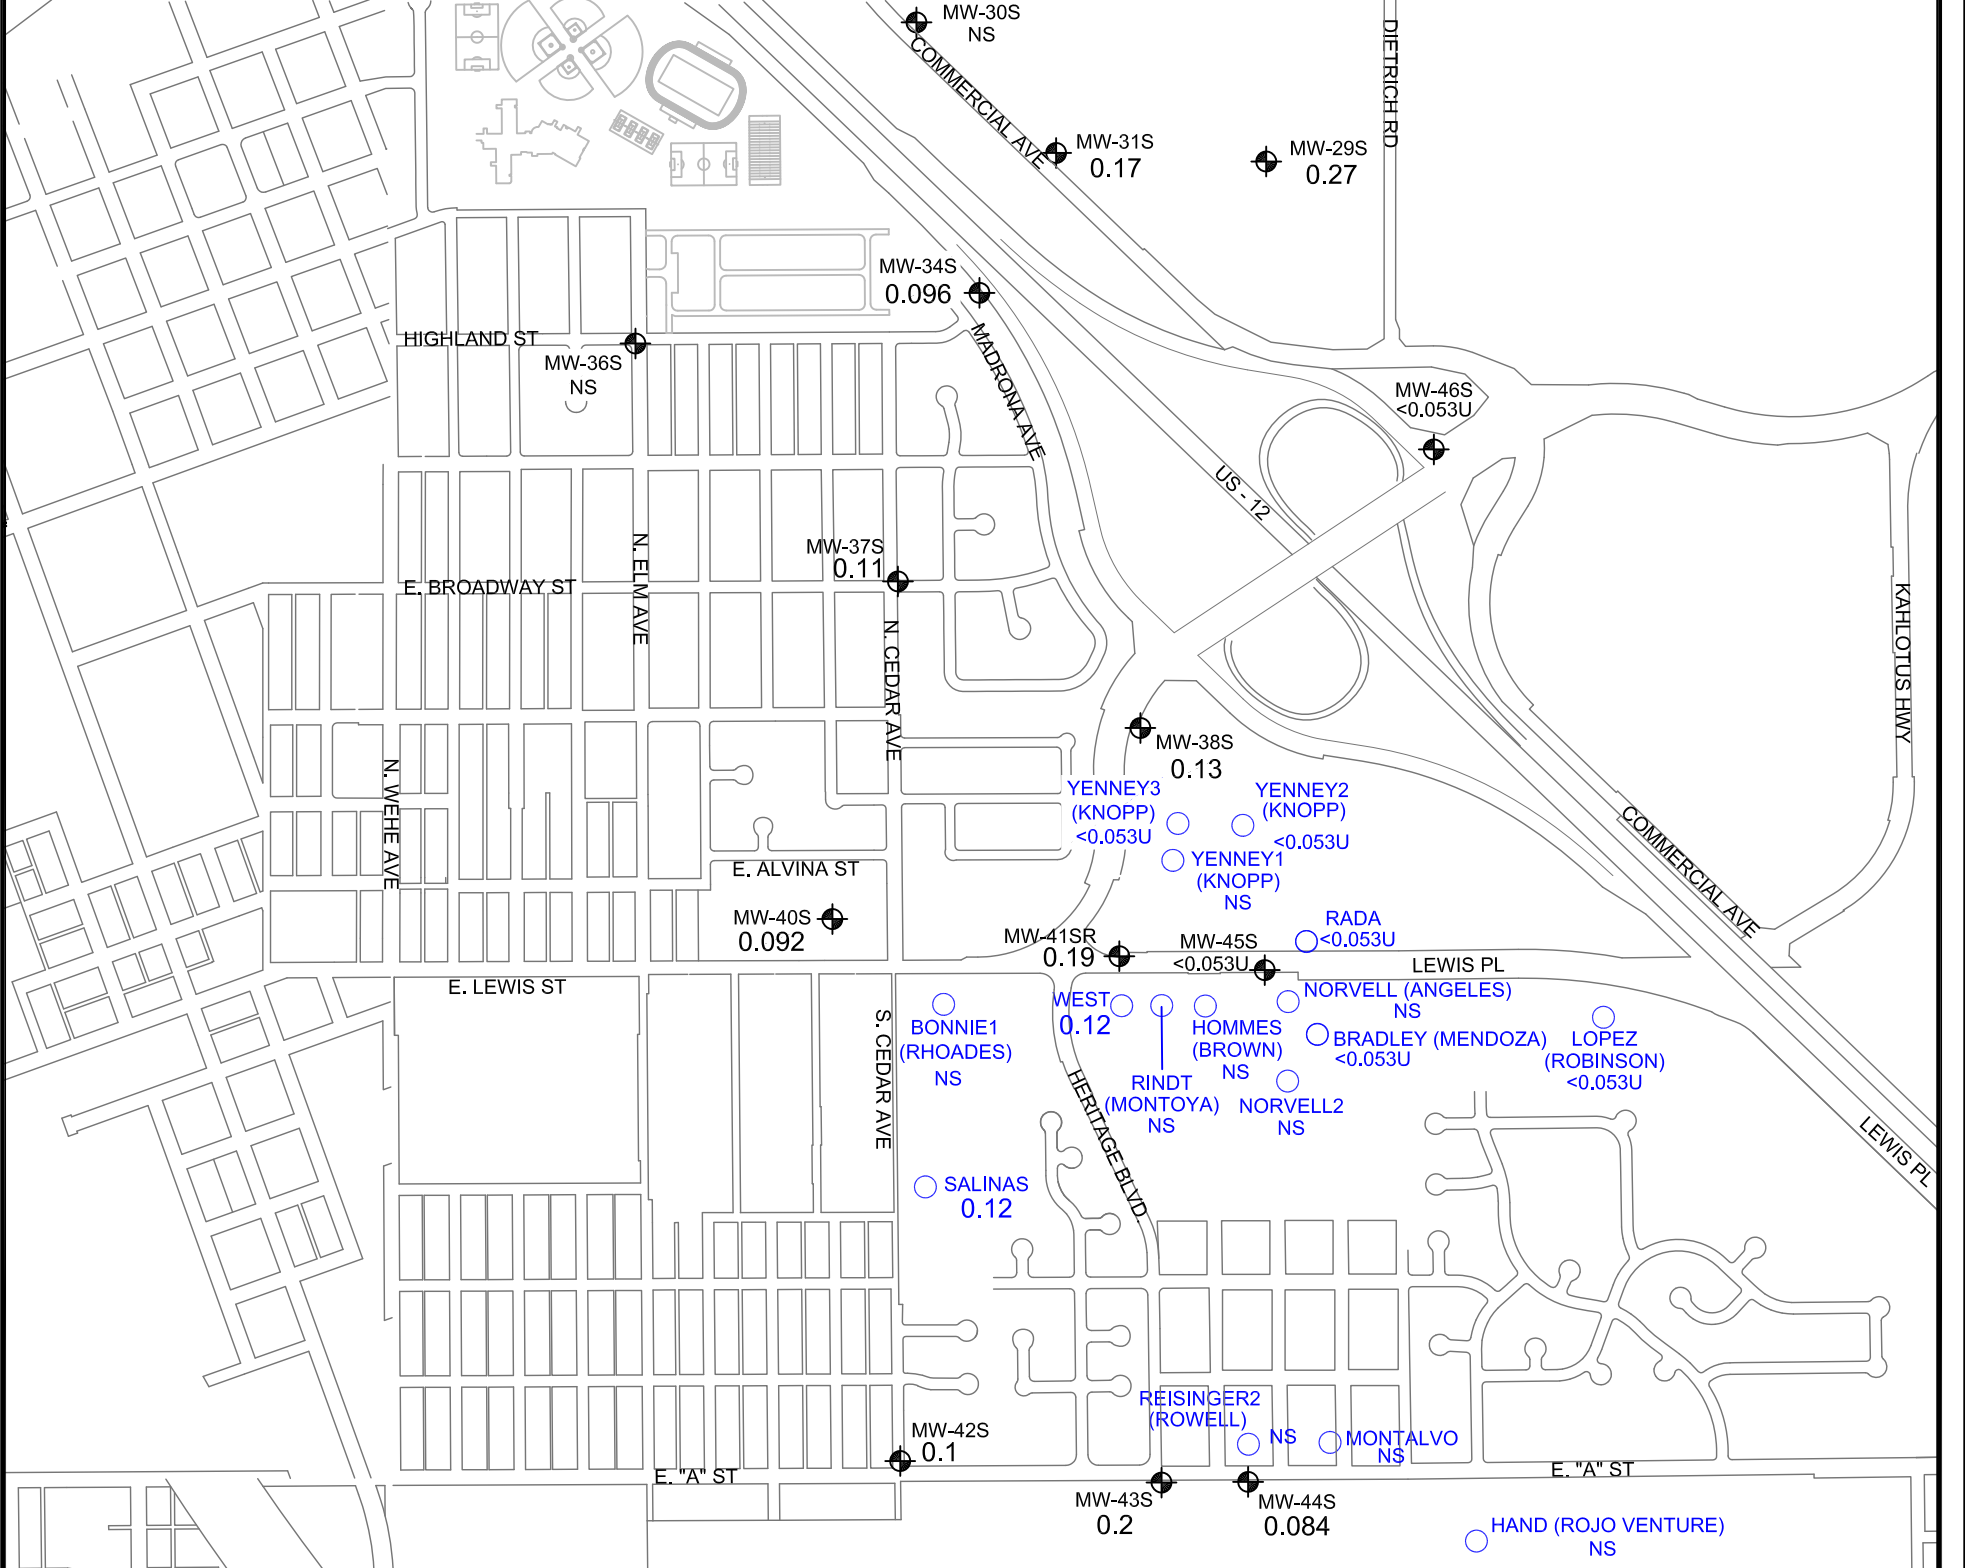 MW-30S
NS
COMMERCIAL AVE
DIETRICH RD
MW-31S
0.17
MW-29S
0.27
MW-34S
0.096
HIGHLAND ST
MW-36S
NS
MADRONA AVE
MW-46S
<0.053U
US - 12
MW-37S
0.11
N. ELM AVE
E. BROADWAY ST
N. CEDAR AVE
KAHLOTUS HWY
MW-38S
0.13
YENNEY3
(KNOPP)
<0.053U
YENNEY2
(KNOPP)
<0.053U
YENNEY1
(KNOPP)
NS
N. WEHE AVE
E. ALVINA ST
COMMERCIAL AVE
MW-40S
0.092
MW-41SR
0.19
MW-45S
<0.053U
RADA
<0.053U
LEWIS PL
E. LEWIS ST
BONNIE1
(RHOADES)
NS
S. CEDAR AVE
WEST
0.12
RINDT
(MONTOYA)
NS
HOMMES
(BROWN)
NS
NORVELL (ANGELES)
NS
BRADLEY (MENDOZA)
<0.053U
NORVELL2
NS
LOPEZ
(ROBINSON)
<0.053U
HERITAGE BLVD.
LEWIS PL
SALINAS
0.12
REISINGER2
(ROWELL)
NS
MONTALVO
NS
MW-42S
0.1
E. "A" ST
E. "A" ST
MW-43S
0.2
MW-44S
0.084
HAND (ROJO VENTURE)
NS